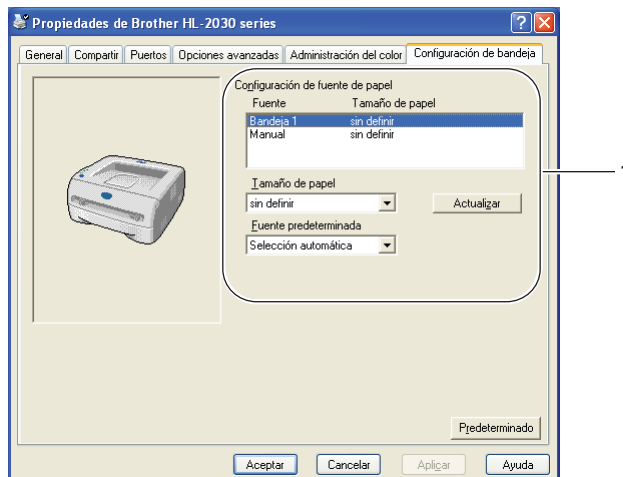 Propiedades de Brother HL-2030 series
General Compartir Puertos Opciones avanzadas Administración del color Configuración de bandeja
Configuración de fuente de papel
Fuente Tamaño de papel
Bandeja 1 sin definir
Manual sin definir
Tamaño de papel
sin definir Actualizar
Fuente predeterminada
Selección automática
Predeterminado
Aceptar Cancelar Aplicar Ayuda